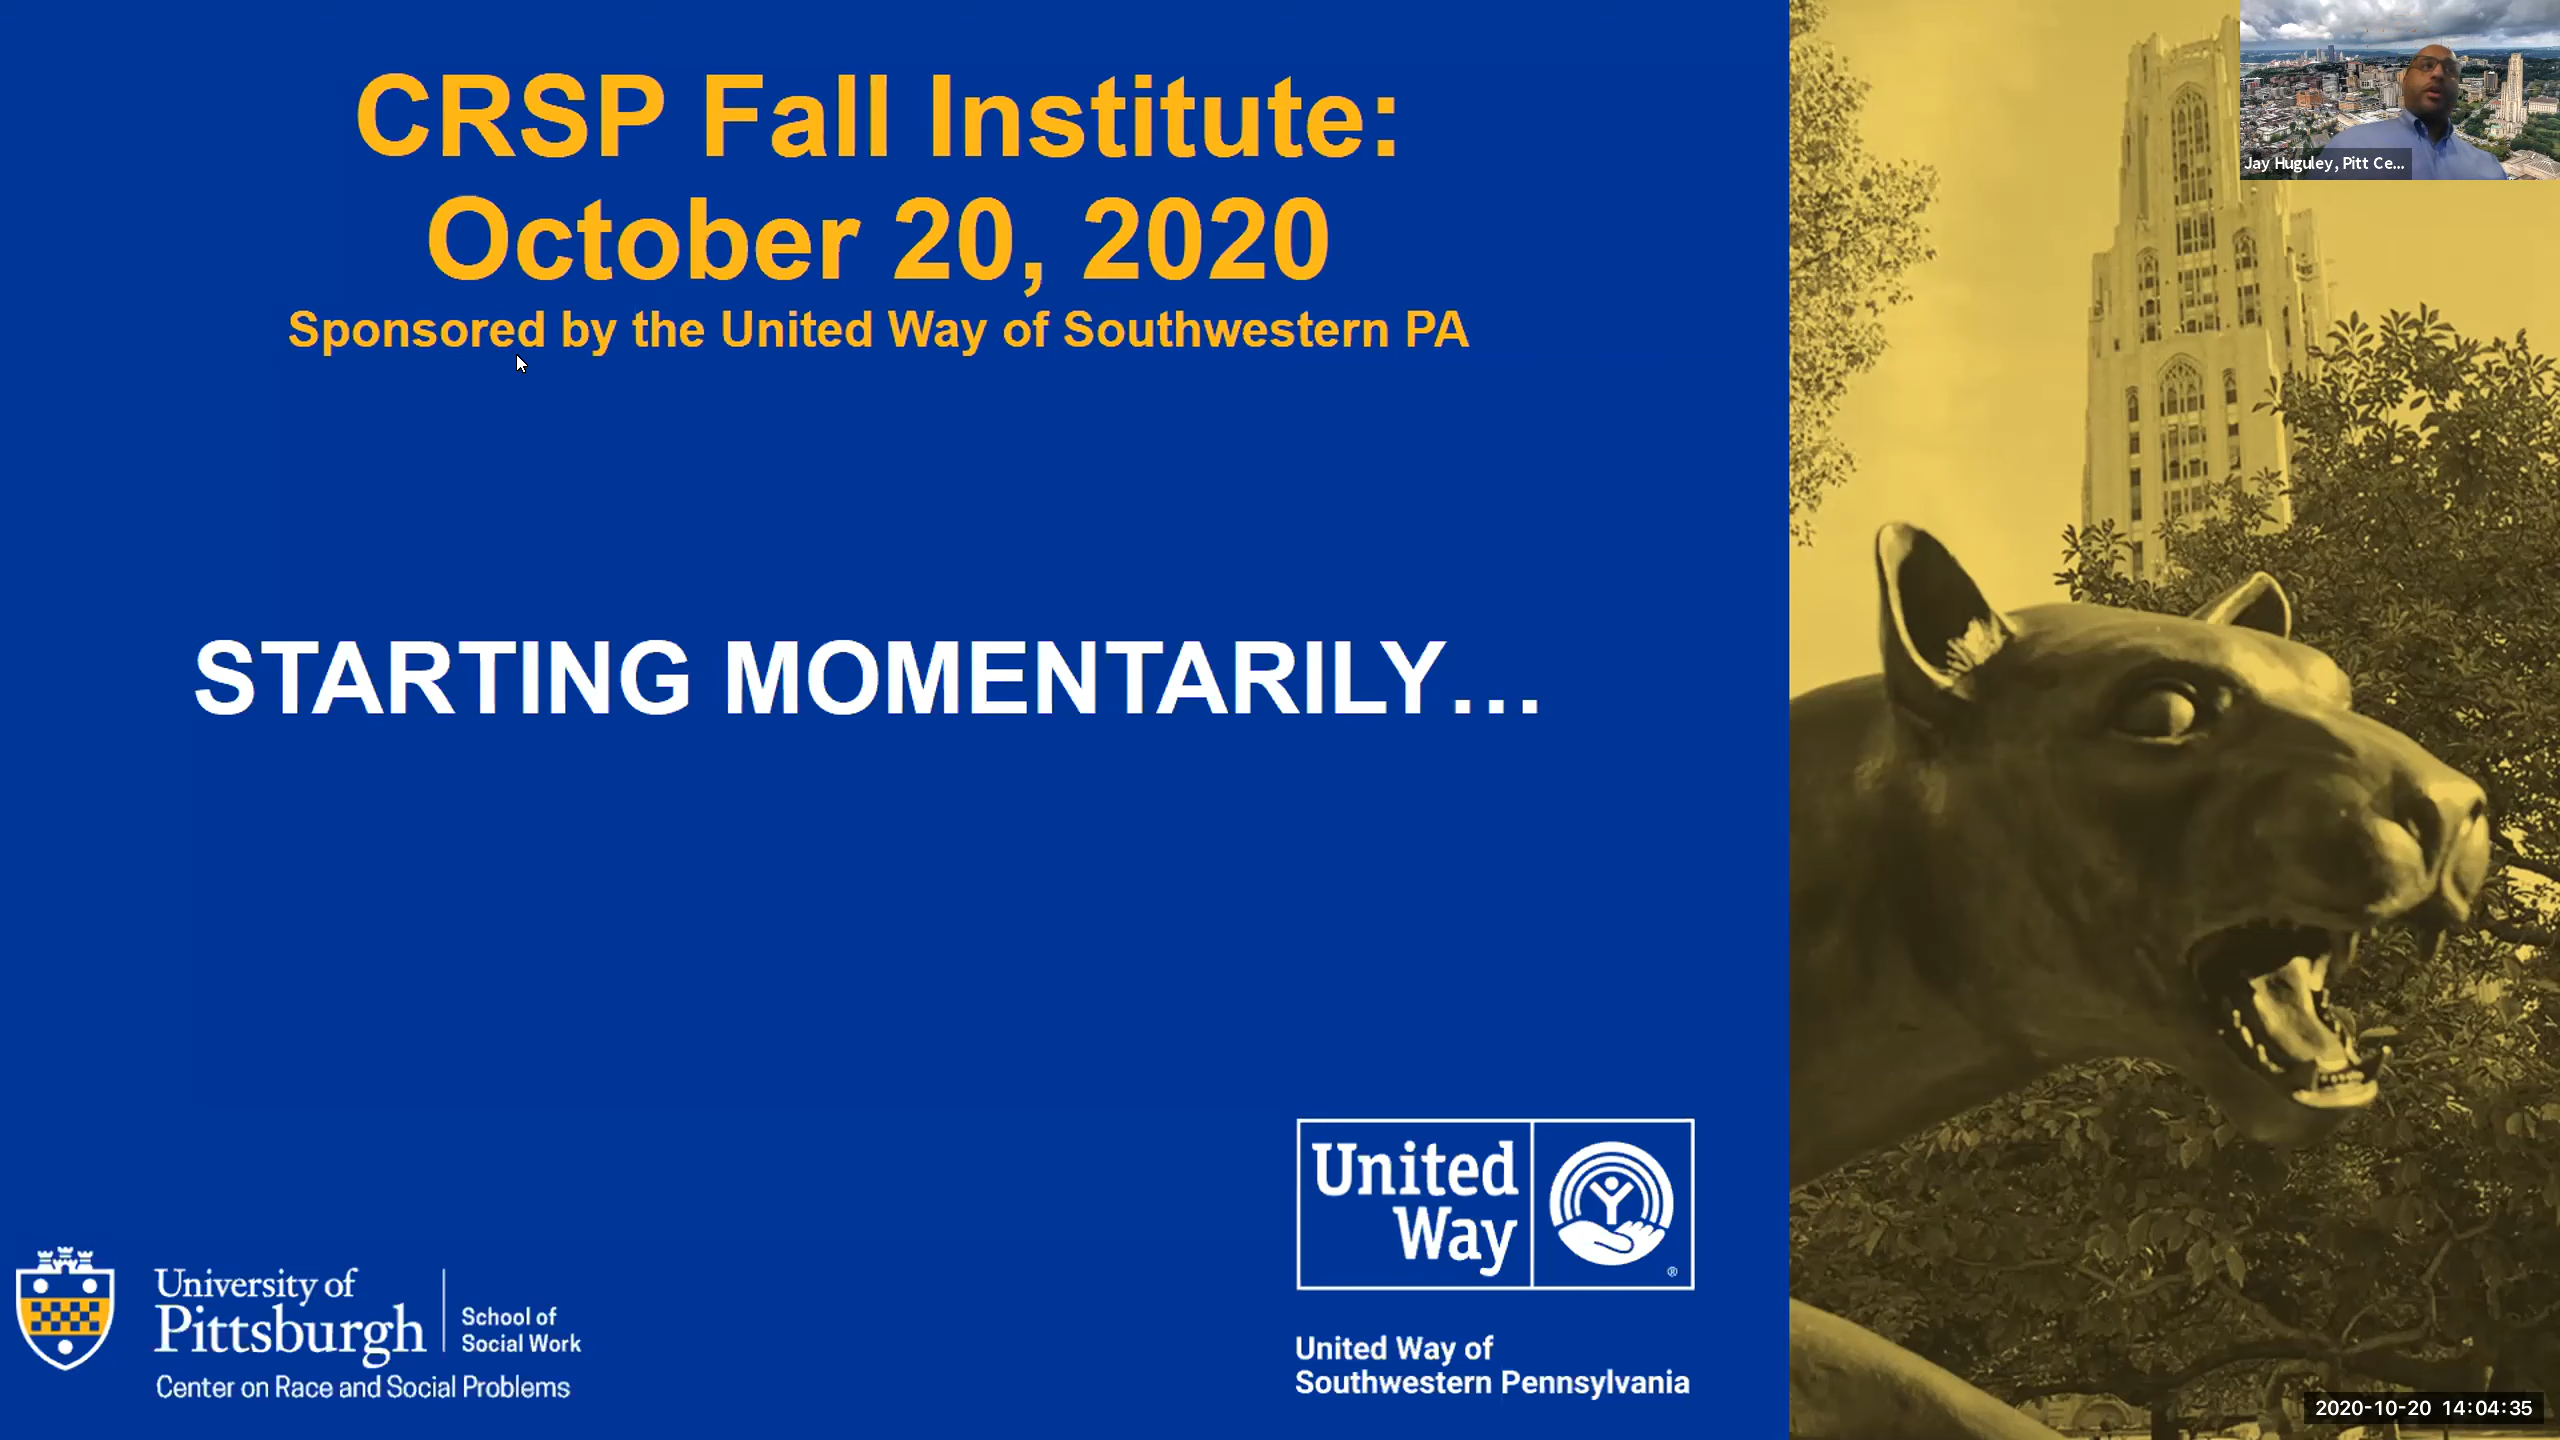 CRSP Fall Institute:
October 20, 2020
Sponsored by the United Way of Southwestern PA
Jay Huguley, Pitt Ce...
STARTING MOMENTARILY...
United
Way
®
United Way of
Southwestern Pennsylvania
University of
Pittsburgh
School of
Social Work
Center on Race and Social Problems
2020-10-20 14:04:35